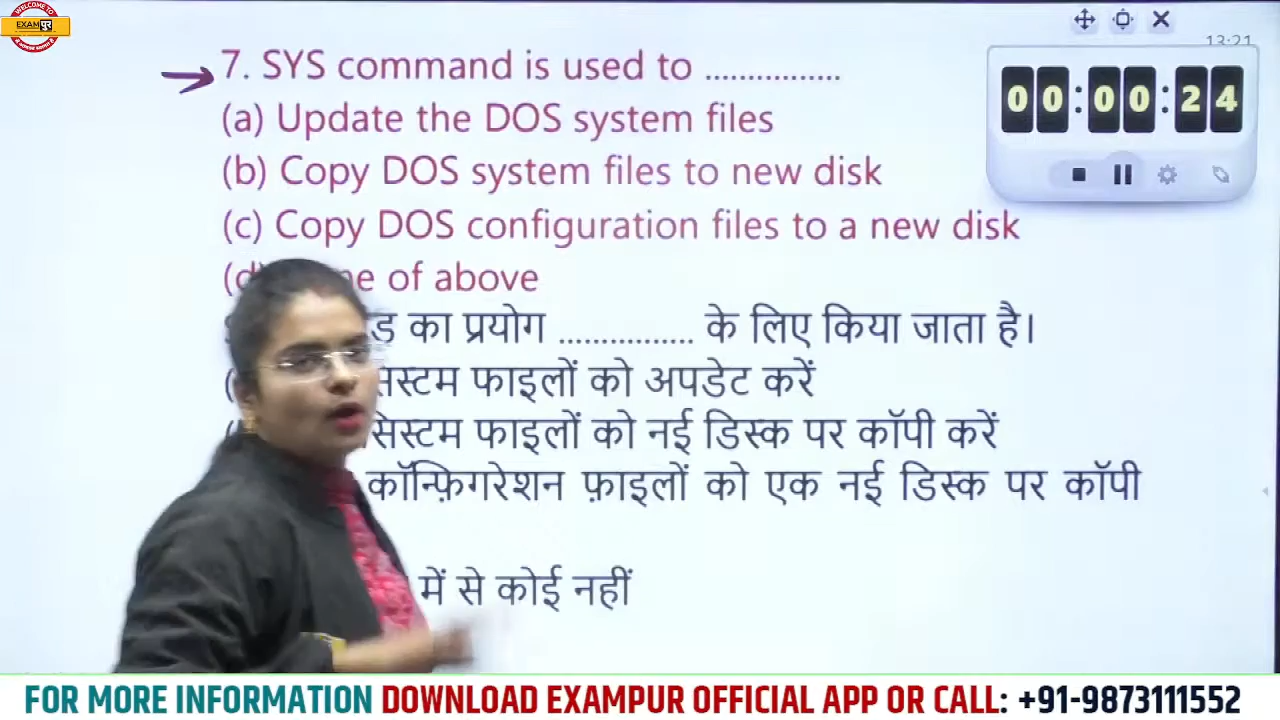 WELCOME TO
EXAMपुर
13:21
00:00:24
7. SYS command is used to ................
(a) Update the DOS system files
(b) Copy DOS system files to new disk
(c) Copy DOS configuration files to a new disk
of above
का प्रयोग ................ के लिए किया जाता है।
फाइलों को अपडेट करें
सिस्टम फाइलों को नई डिस्क पर कॉपी करें
कॉन्फ़िगरेशन फ़ाइलों को एक नई डिस्क पर कॉपी
में से कोई नहीं
FOR MORE INFORMATION DOWNLOAD EXAMPUR OFFICIAL APP OR CALL: +91-9873111552